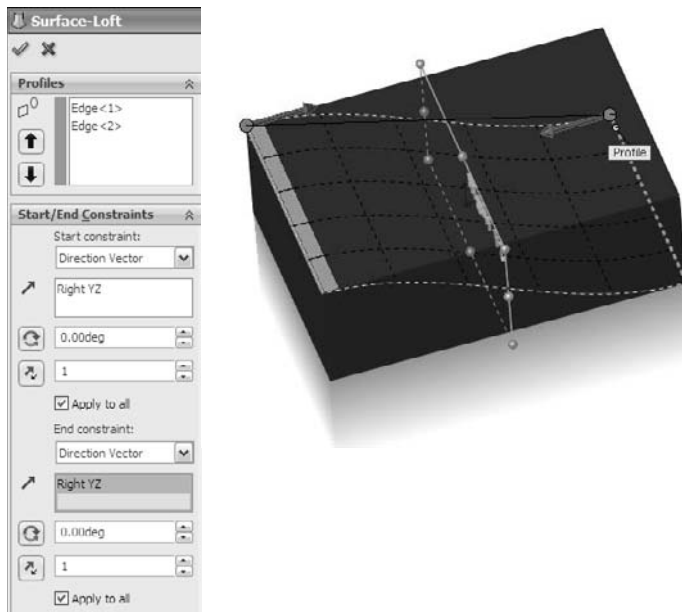 Surface-Loft
Profiles
Edge<1>
Edge<2>
Start/End Constraints
Start constraint:
Direction Vector
Right YZ
0.00deg
1
Apply to all
End constraint:
Direction Vector
Right YZ
0.00deg
1
Apply to all
Profile